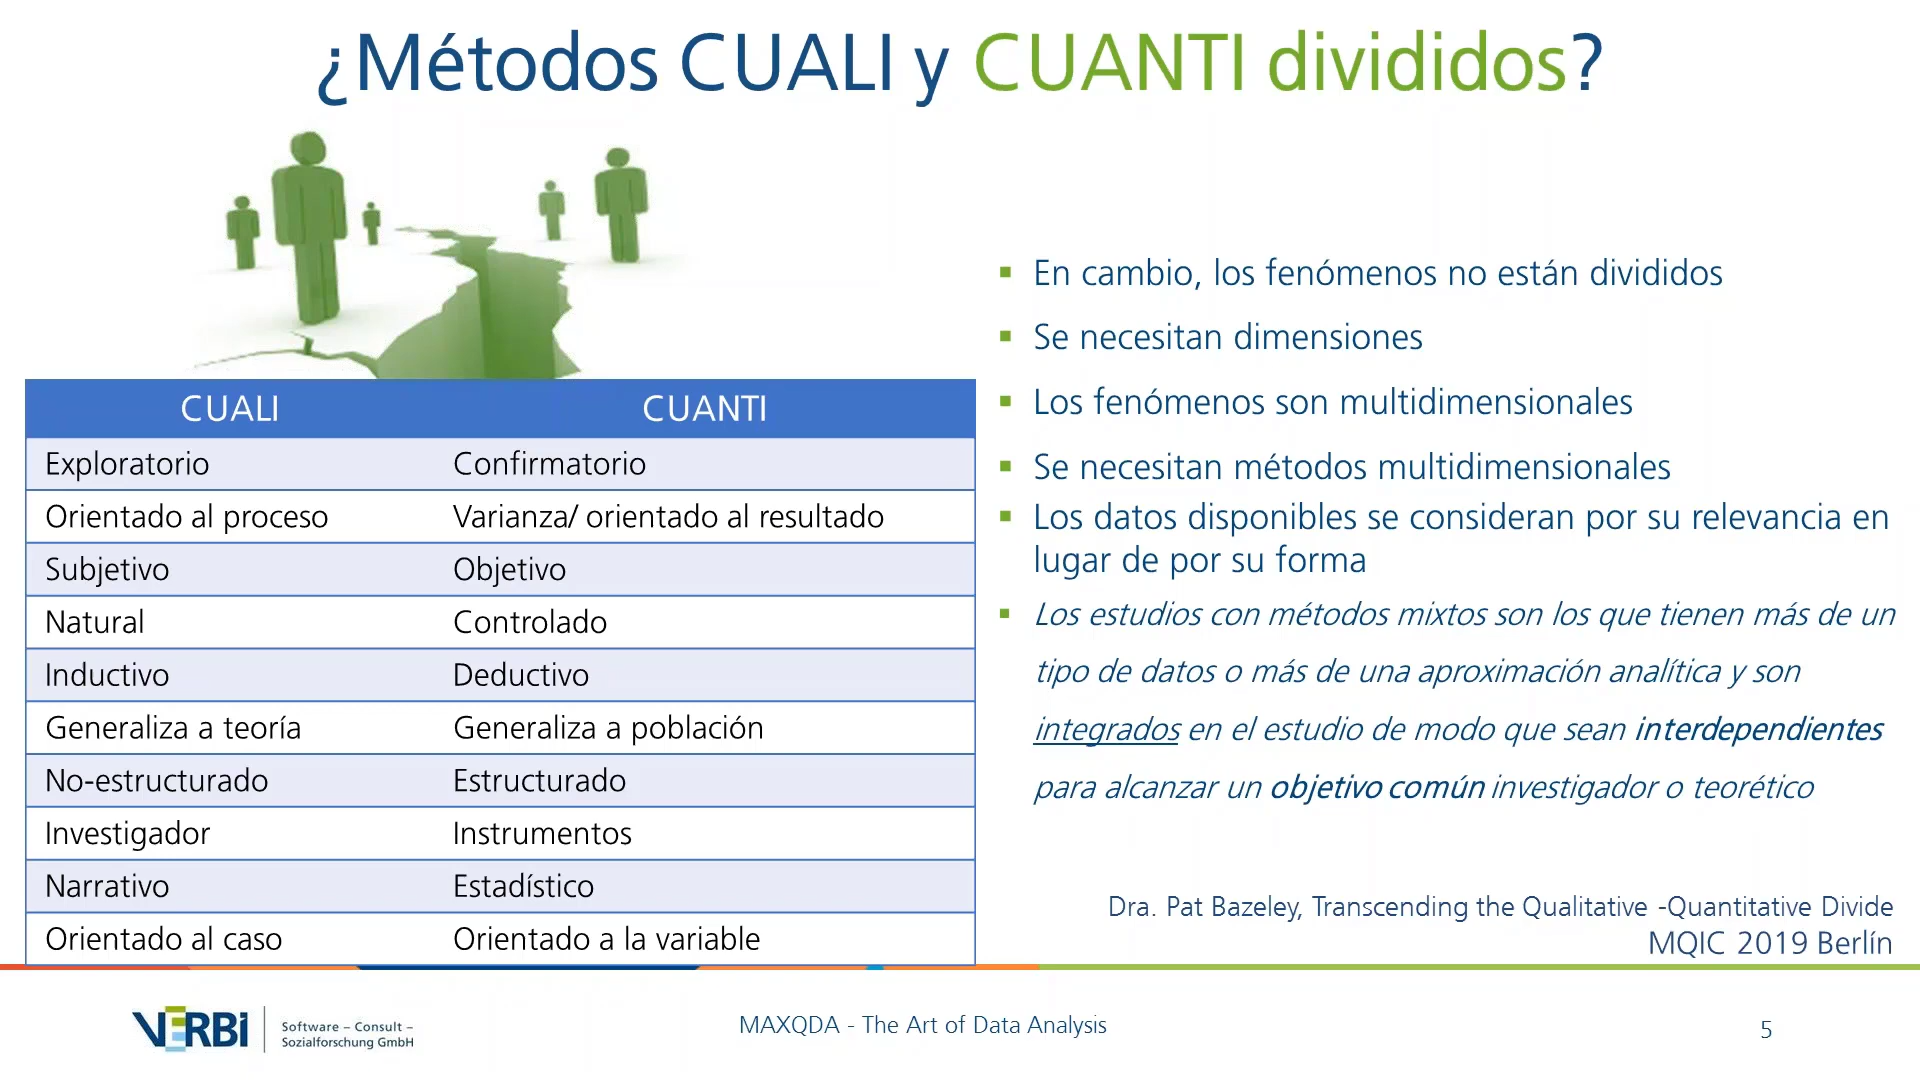 ¿Métodos CUALI y CUANTI divididos?
CUALI CUANTI
Exploratorio Confirmatorio
Orientado al proceso Varianza/ orientado al resultado
Subjetivo Objetivo
Natural Controlado
Inductivo Deductivo
Generaliza a teoría Generaliza a población
No-estructurado Estructurado
Investigador Instrumentos
Narrativo Estadístico
Orientado al caso Orientado a la variable
▪ En cambio, los fenómenos no están divididos
▪ Se necesitan dimensiones
▪ Los fenómenos son multidimensionales
▪ Se necesitan métodos multidimensionales
▪ Los datos disponibles se consideran por su relevancia en
lugar de por su forma
▪ Los estudios con métodos mixtos son los que tienen más de un
tipo de datos o más de una aproximación analítica y son
integrados en el estudio de modo que sean interdependientes
para alcanzar un objetivo común investigador o teorético
Dra. Pat Bazeley, Transcending the Qualitative -Quantitative Divide
MQIC 2019 Berlín
VERBI
Software – Consult –
Sozialforschung GmbH
MAXQDA - The Art of Data Analysis
5